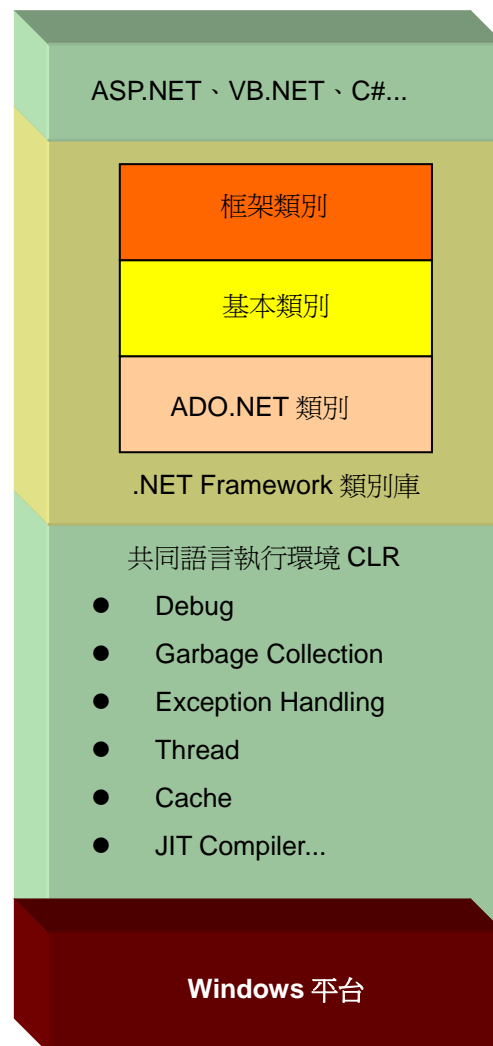 ASP.NET、VB.NET、C#...
框架類別
基本類別
ADO.NET 類別
.NET Framework 類別庫
共同語言執行環境 CLR
● Debug
● Garbage Collection
● Exception Handling
● Thread
● Cache
● JIT Compiler...
Windows 平台